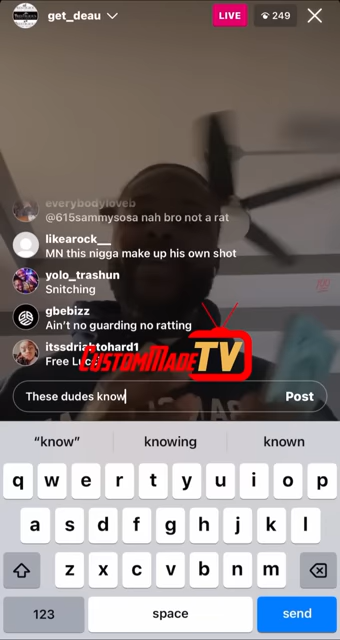 get_deau
LIVE
249
everybodyloveb
@615sammysosa nah bro not a rat
likearock__
MN this nigga make up his own shot
yolo_trashun
Snitching
gbebizz
Ain't no guarding no ratting
itssdrightohard1
Free Lucci
CustomMadeTV
These dudes know
Post
"know" knowing known
q w e r t y u i o p
a s d f g h j k l
z x c v b n m
123 space send